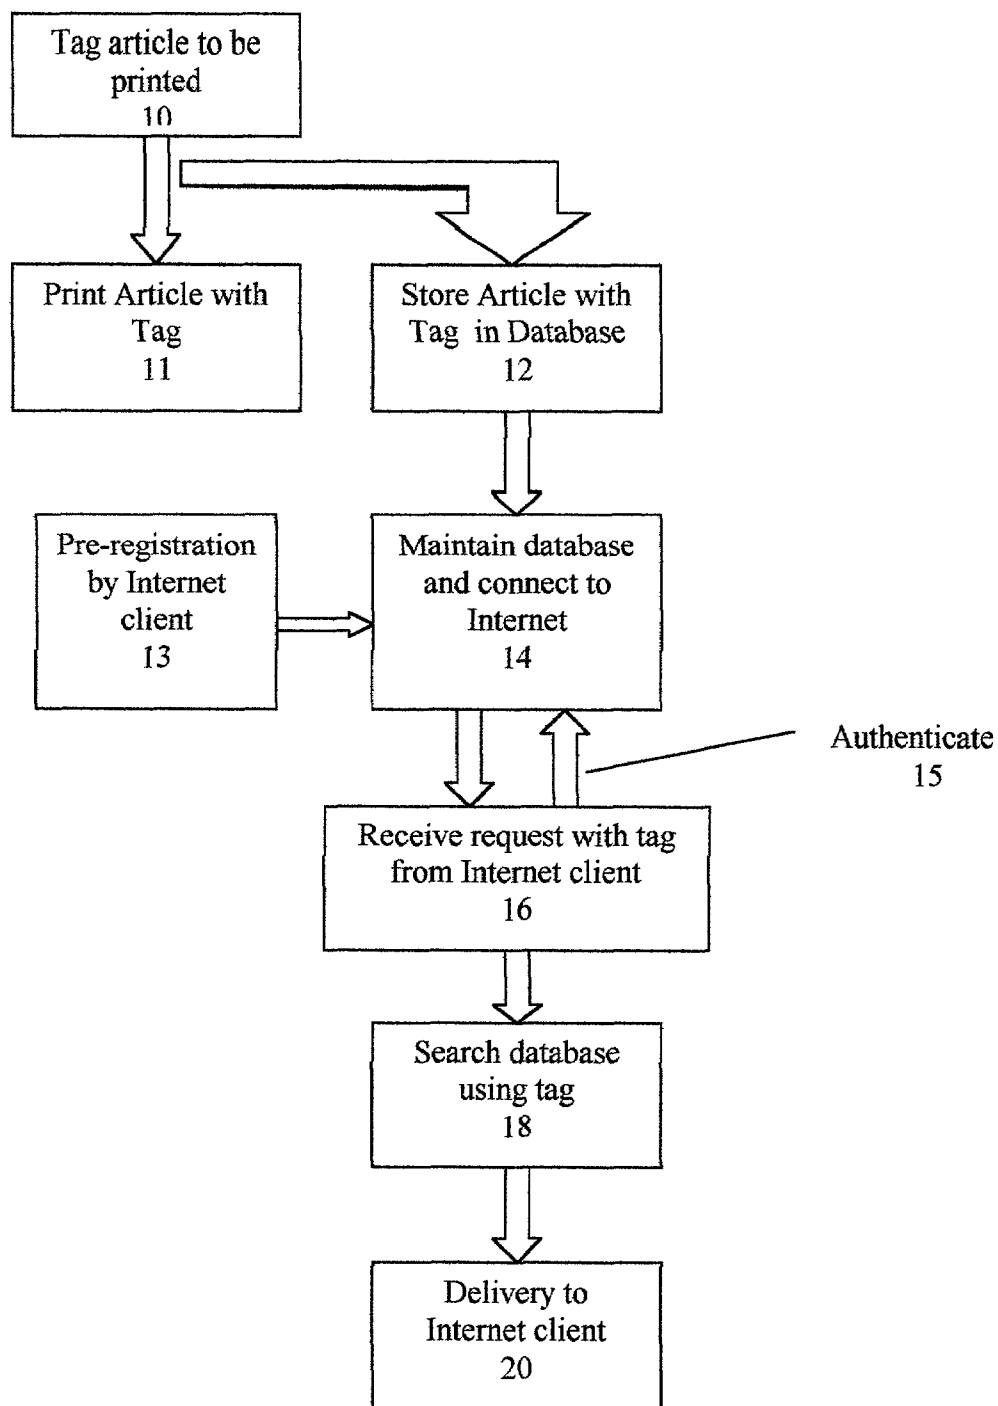 Tag article to be
printed
10
Print Article with
Tag
11
Store Article with
Tag in Database
12
Pre-registration
by Internet
client
13
Maintain database
and connect to
Internet
14
Authenticate
15
Receive request with tag
from Internet client
16
Search database
using tag
18
Delivery to
Internet client
20